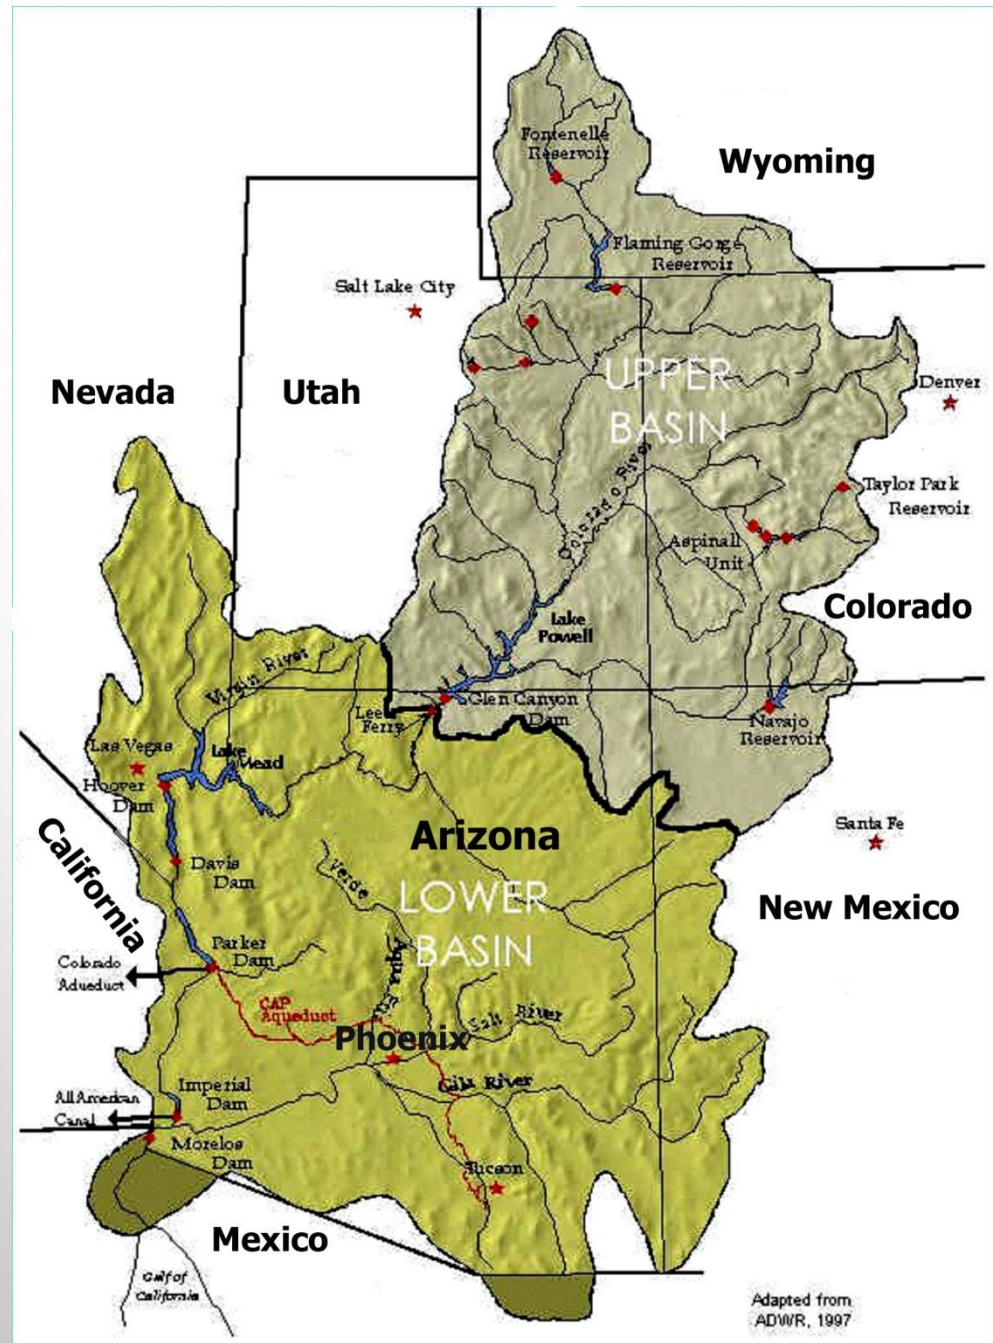 Fontenelle
Reservoir
Wyoming
Flaming Gorge
Reservoir
Salt Lake City
Nevada
Utah
UPPER
BASIN
Denver
Colorado River
Taylor Park
Reservoir
Aspinall
Unit
Colorado
Lake
Powell
Virgin River
Glen Canyon
Dam
Lees
Ferry
Navajo
Reservoir
Las Vegas
Lake
Mead
Hoover
Dam
California
Arizona
Santa Fe
Davis
Dam
Verde
LOWER
BASIN
New Mexico
Parker
Dam
Colorado
Adueduct
Aqua Fria
CAP
Aqueduct
Salt River
Phoenix
Gila River
Imperial
Dam
All American
Canal
Morelos
Dam
Tucson
Mexico
Gulf of
California
Adapted from
ADWR, 1997